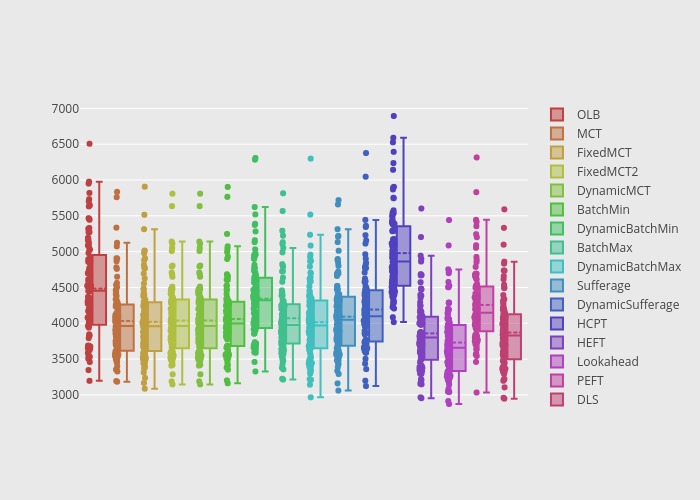 7000
6500
6000
5500
5000
4500
4000
3500
3000
OLB
MCT
FixedMCT
FixedMCT2
DynamicMCT
BatchMin
DynamicBatchMin
BatchMax
DynamicBatchMax
Sufferage
DynamicSufferage
HCPT
HEFT
Lookahead
PEFT
DLS